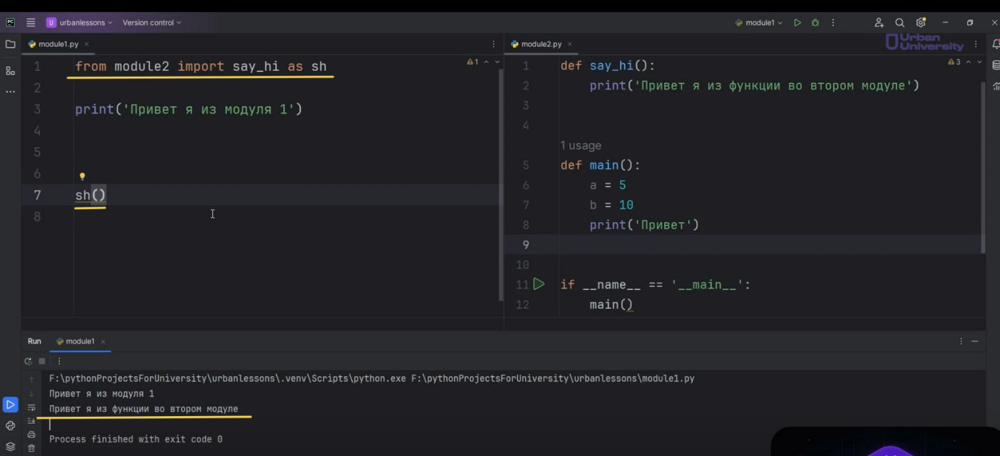 PC
U urbanlessons
Version control
module1
module1.py
module2.py
Urban University
1 from module2 import say_hi as sh
2
3 print('Привет я из модуля 1')
4
5
6
7 sh()
8
1
1 def say_hi():
2 print('Привет я из функции во втором модуле')
3
4
1 usage
5 def main():
6 a = 5
7 b = 10
8 print('Привет')
9
10
11 if __name__ == '__main__':
12 main()
3
Run
module1
F:\pythonProjectsForUniversity\urbanlessons\.venv\Scripts\python.exe F:\pythonProjectsForUniversity\urbanlessons\module1.py
Привет я из модуля 1
Привет я из функции во втором модуле
Process finished with exit code 0